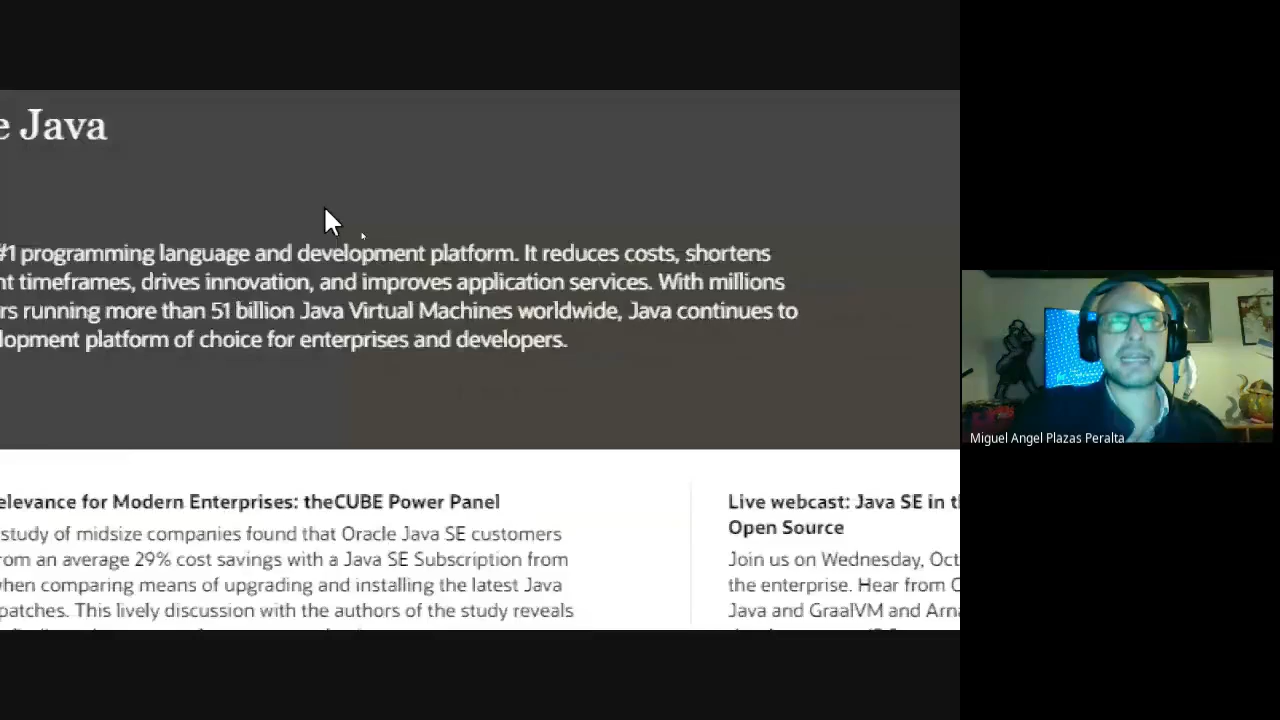 e Java
#1 programming language and development platform. It reduces costs, shortens
nt timeframes, drives innovation, and improves application services. With millions
rs running more than 51 billion Java Virtual Machines worldwide, Java continues to
lopment platform of choice for enterprises and developers.
elevance for Modern Enterprises: theCUBE Power Panel
study of midsize companies found that Oracle Java SE customers
rom an average 29% cost savings with a Java SE Subscription from
when comparing means of upgrading and installing the latest Java
patches. This lively discussion with the authors of the study reveals
Live webcast: Java SE in t
Open Source
Join us on Wednesday, Oct
the enterprise. Hear from
Java and GraalVM and Arna
Miguel Angel Plazas Peralta